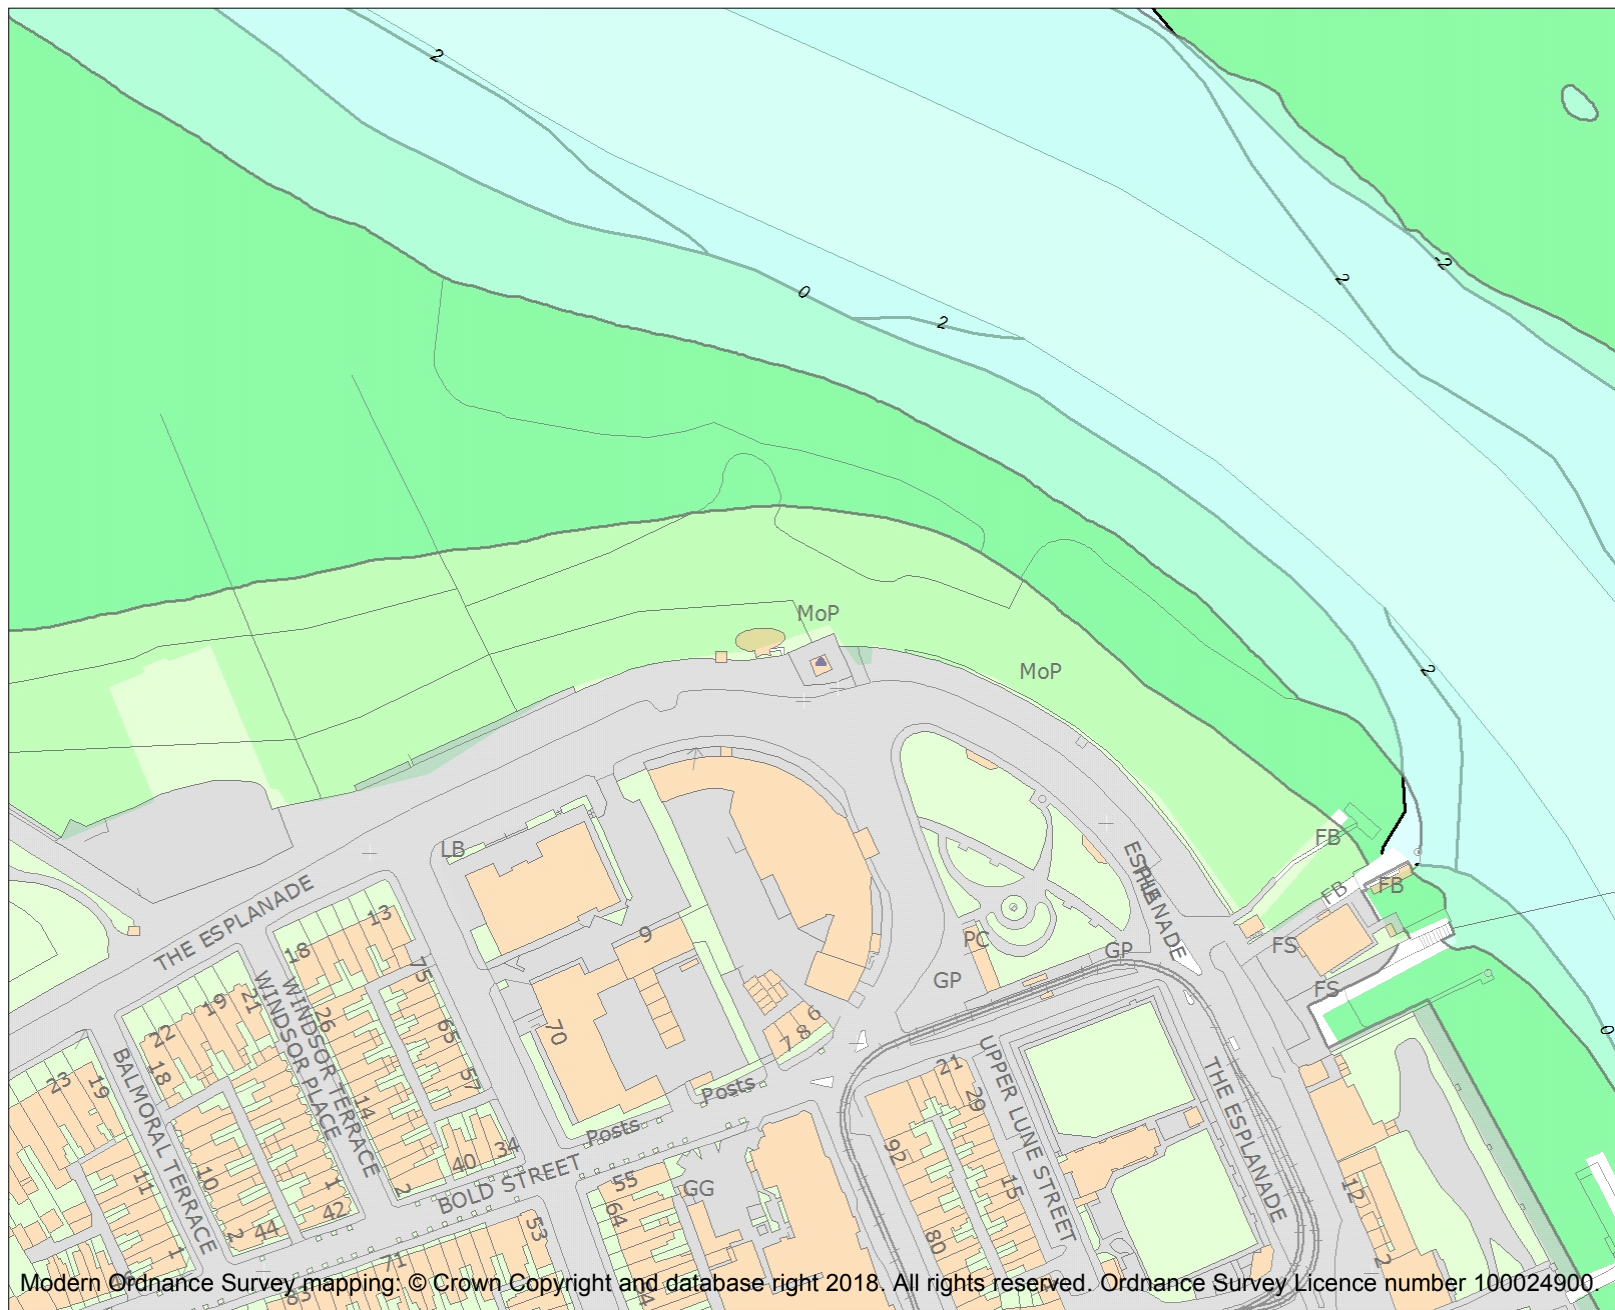 2
2
2
0
2
MoP
MoP
2
FB
LB
ESPLANADE
THE ESPLANADE
13
FB
FB
18
9
PC
GP
FS
75
GP
FS
WINDSOR TERRACE
WINDSOR PLACE
21
19
26
22
70
6
8
7
0
65
BALMORAL TERRACE
18
23
19
57
UPPER LUNE STREET
21
29
THE ESPLANADE
Posts
14
Posts
92
34
40
BOLD STREET
11
10
1
2
55
GG
15
12
42
44
2
64
53
80
1
71
2
Modern Ordnance Survey mapping: © Crown Copyright and database right 2018. All rights reserved. Ordnance Survey Licence number 100024900.